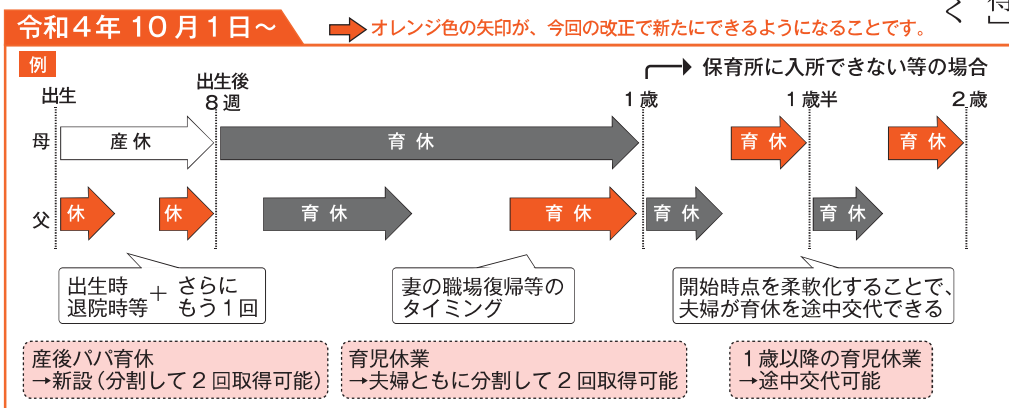 く
令和4年10月1日～
オレンジ色の矢印が、今回の改正で新たにできるようになることです。
例
保育所に入所できない等の場合
出生
出生後
8週
1歳
1歳半
2歳
母
産休
育休
育休
育休
父
休
休
育休
育休
育休
育休
出生時
退院時等
+
さらに
もう1回
妻の職場復帰等の
タイミング
開始時点を柔軟化することで、
夫婦が育休を途中交代できる
産後パパ育休
→新設（分割して2回取得可能）
育児休業
→夫婦ともに分割して2回取得可能
1歳以降の育児休業
→途中交代可能